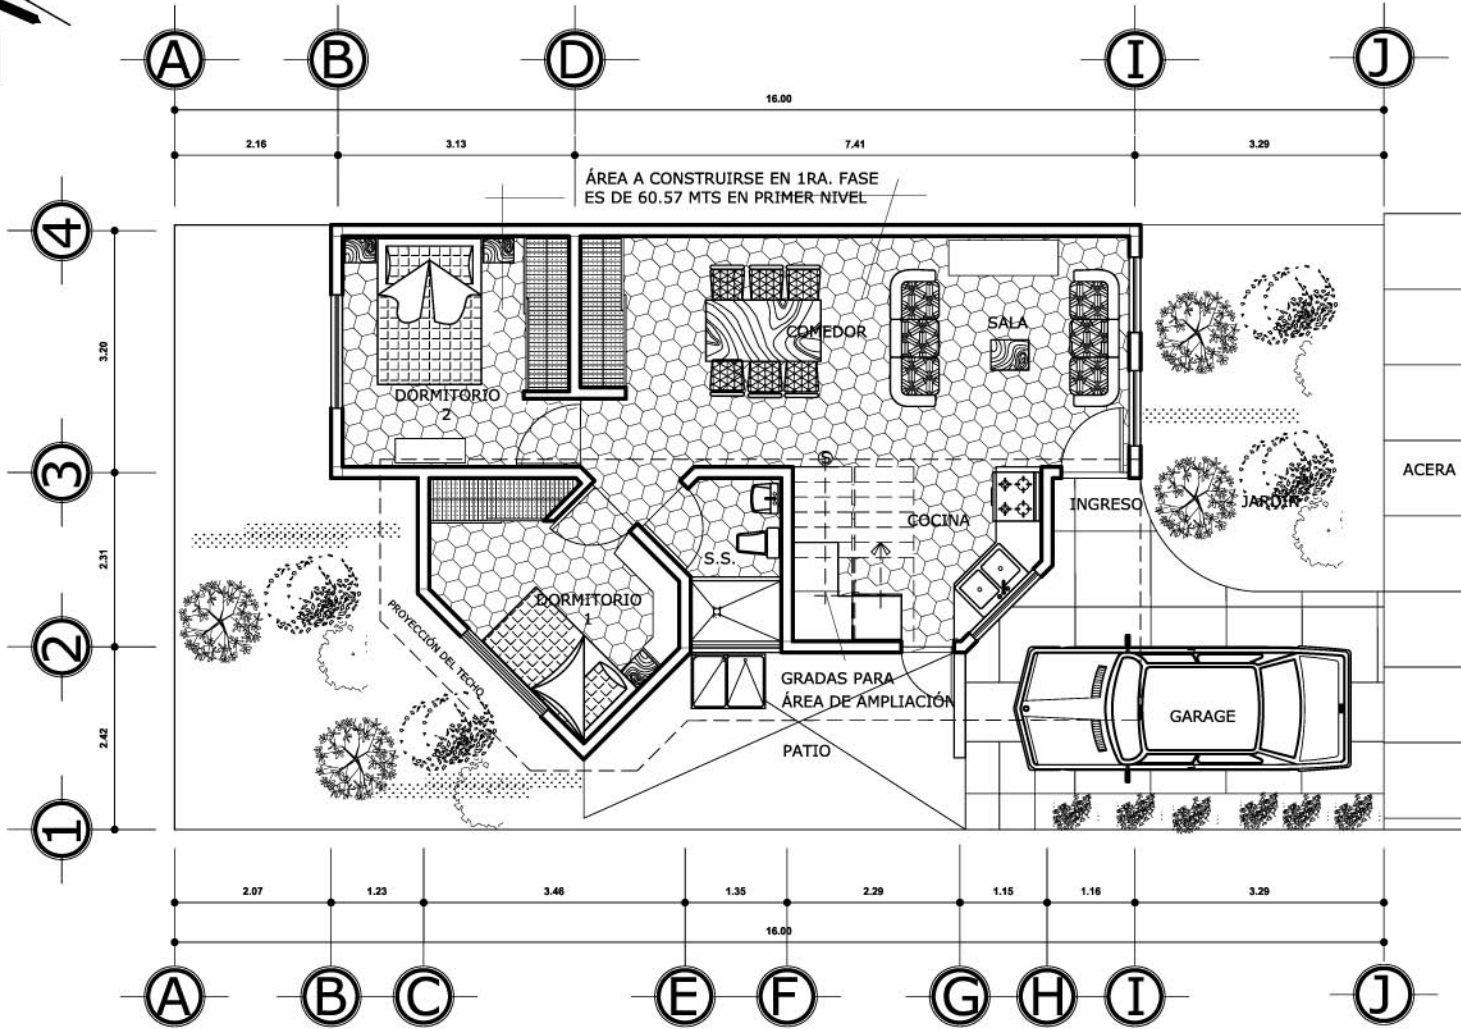 A B D I J
16.00
2.16 3.13 7.41 3.29
ÁREA A CONSTRUIRSE EN 1RA. FASE
ES DE 60.57 MTS EN PRIMER NIVEL
4
3.20
COMEDOR
SALA
DORMITORIO
2
3
S
ACERA
INGRESO
JARDIN
COCINA
2.31
S.S.
DORMITORIO
1
PROYECCIÓN DEL TECHO
2
GRADAS PARA
ÁREA DE AMPLIACIÓN
GARAGE
2.42
PATIO
1
2.07 1.23 3.46 1.35 2.29 1.15 1.16 3.29
16.00
A B C E F G H I J